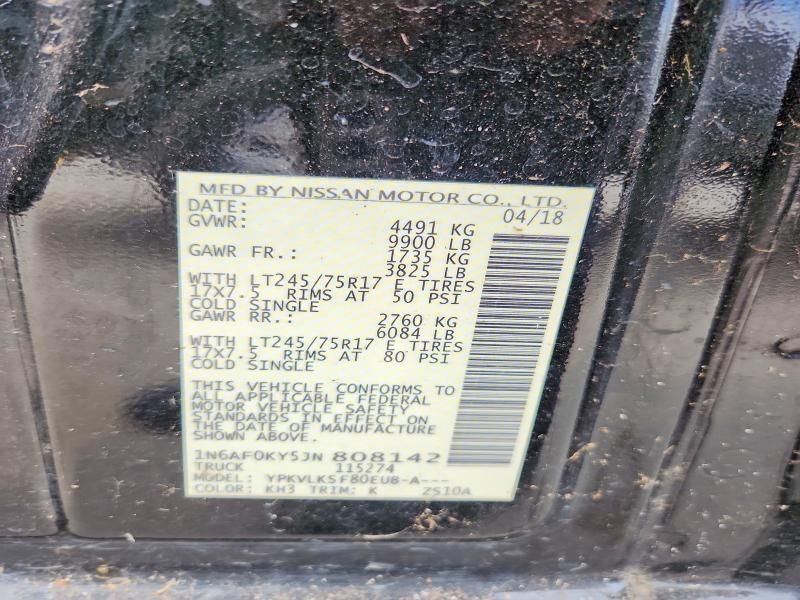 MFD BY NISSAN MOTOR CO., LTD.
DATE: 04/18
GVWR: 4491 KG
9900 LB
GAWR FR.: 1735 KG
3825 LB
WITH LT245/75R17 E TIRES
17X7.5 RIMS AT 50 PSI
COLD SINGLE
GAWR RR.: 2760 KG
6084 LB
WITH LT245/75R17 E TIRES
17X7.5 RIMS AT 80 PSI
COLD SINGLE
THIS VEHICLE CONFORMS TO
ALL APPLICABLE FEDERAL
MOTOR VEHICLE SAFETY
STANDARDS IN EFFECT ON
THE DATE OF MANUFACTURE
SHOWN ABOVE.
1N6AF0KY5JN 808142
TRUCK 115274
MODEL: YPKVLKSF80EUB-A---
COLOR: KH3 TRIM: K ZS10A